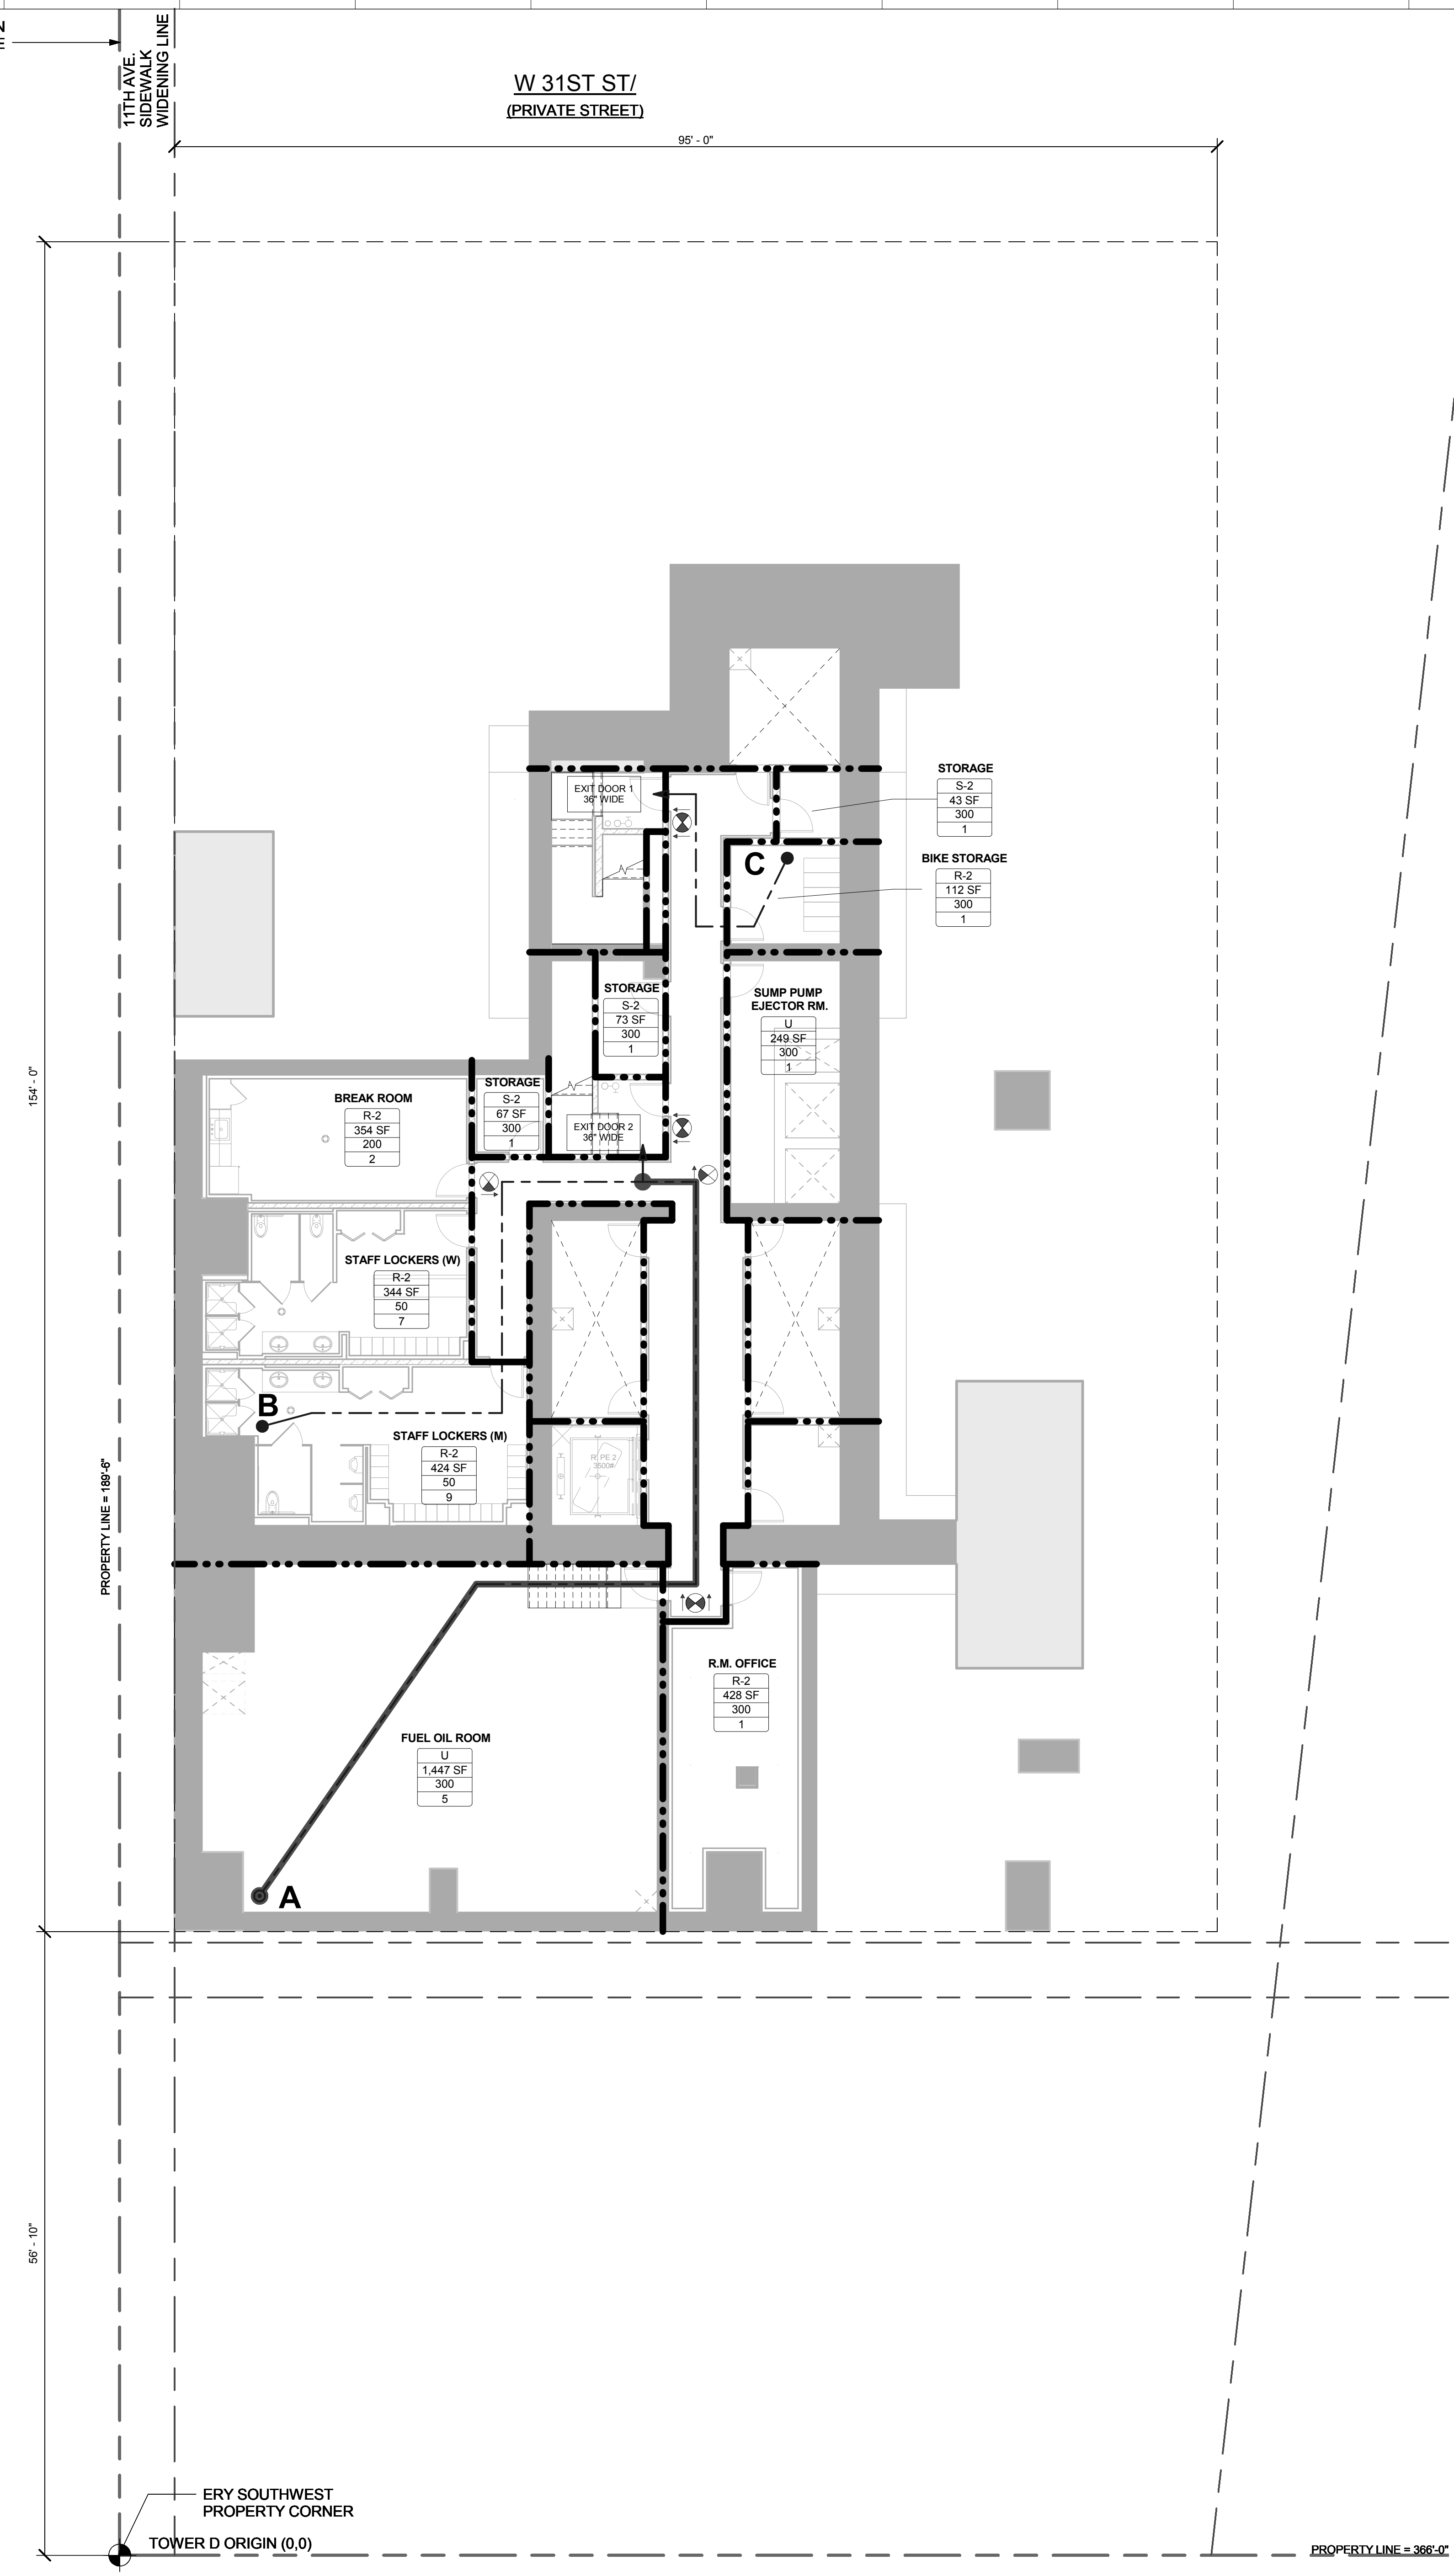 11TH AVE.
SIDEWALK
WIDENING LINE
W 31ST ST/
(PRIVATE STREET)
95' - 0"
154' - 0"
EXIT DOOR 1
36" WIDE
STORAGE
S-2
43 SF
300
1
C
BIKE STORAGE
R-2
112 SF
300
1
STORAGE
S-2
73 SF
300
1
SUMP PUMP
EJECTOR RM.
U
249 SF
300
1
BREAK ROOM
R-2
354 SF
200
2
STORAGE
S-2
67 SF
300
1
EXIT DOOR 2
36" WIDE
STAFF LOCKERS (W)
R-2
344 SF
50
7
B
STAFF LOCKERS (M)
R-2
424 SF
50
9
R. PE 2
3500#
PROPERTY LINE = 189'-6"
R.M. OFFICE
R-2
428 SF
300
1
FUEL OIL ROOM
U
1,447 SF
300
5
A
56' - 10"
ERY SOUTHWEST
PROPERTY CORNER
TOWER D ORIGIN (0,0)
PROPERTY LINE = 366'-0"